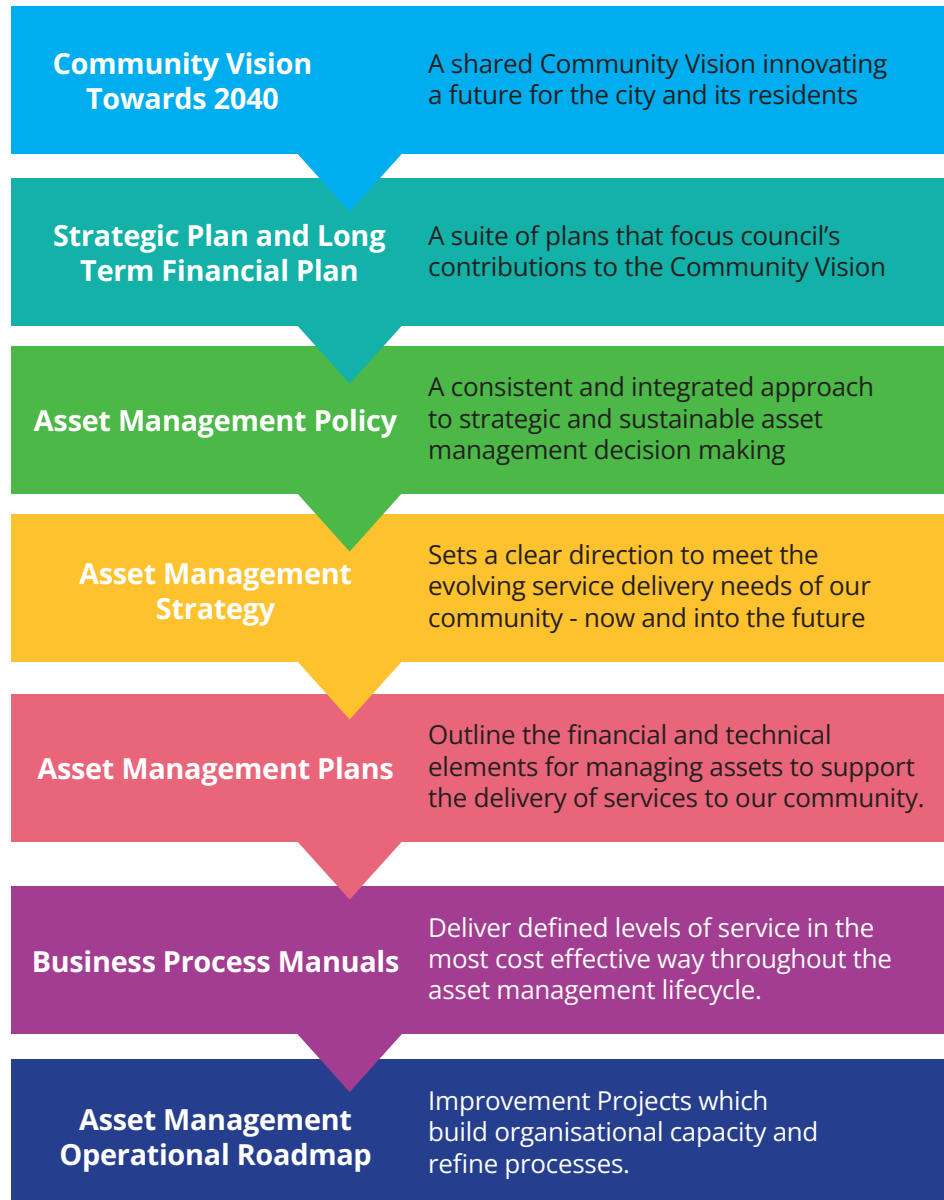 Community Vision
Towards 2040
A shared Community Vision innovating
a future for the city and its residents
Strategic Plan and Long
Term Financial Plan
A suite of plans that focus council’s
contributions to the Community Vision
Asset Management Policy
A consistent and integrated approach
to strategic and sustainable asset
management decision making
Asset Management
Strategy
Sets a clear direction to meet the
evolving service delivery needs of our
community - now and into the future
Asset Management Plans
Outline the financial and technical
elements for managing assets to support
the delivery of services to our community.
Business Process Manuals
Deliver defined levels of service in the
most cost effective way throughout the
asset management lifecycle.
Asset Management
Operational Roadmap
Improvement Projects which
build organisational capacity and
refine processes.